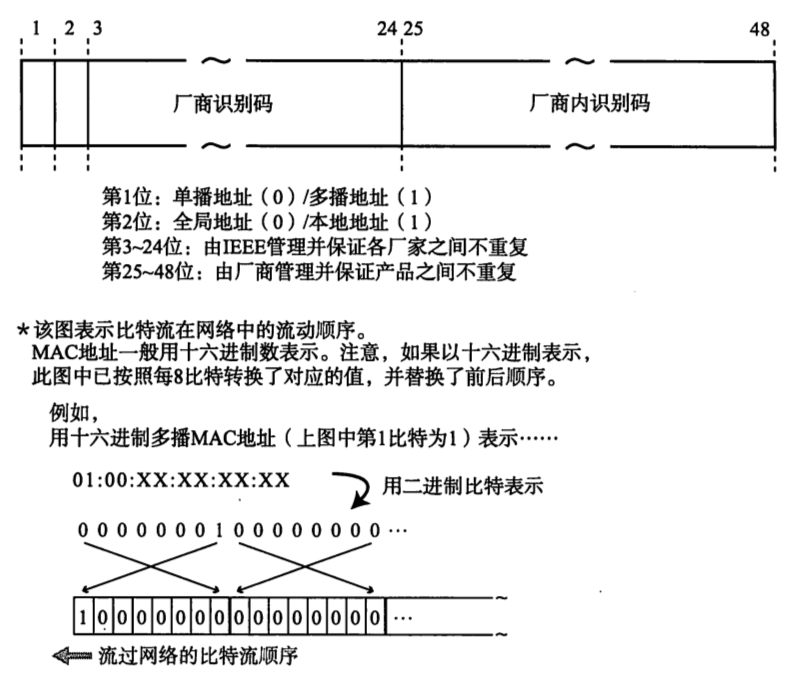 1 2 3 24 25 48
厂商识别码 厂商内识别码
第1位：单播地址（0）/多播地址（1）
第2位：全局地址（0）/本地地址（1）
第3~24位：由IEEE管理并保证各厂家之间不重复
第25~48位：由厂商管理并保证产品之间不重复
*该图表示比特流在网络中的流动顺序。
MAC地址一般用十六进制数表示。注意，如果以十六进制表示，
此图中已按照每8比特转换了对应的值，并替换了前后顺序。
例如，
用十六进制多播MAC地址（上图中第1比特为1）表示……
01:00:XX:XX:XX:XX 用二进制比特表示
0 0 0 0 0 0 0 1 0 0 0 0 0 0 0 0 …
1 0 0 0 0 0 0 0 0 0 0 0 0 0 0 0 …
流过网络的比特流顺序